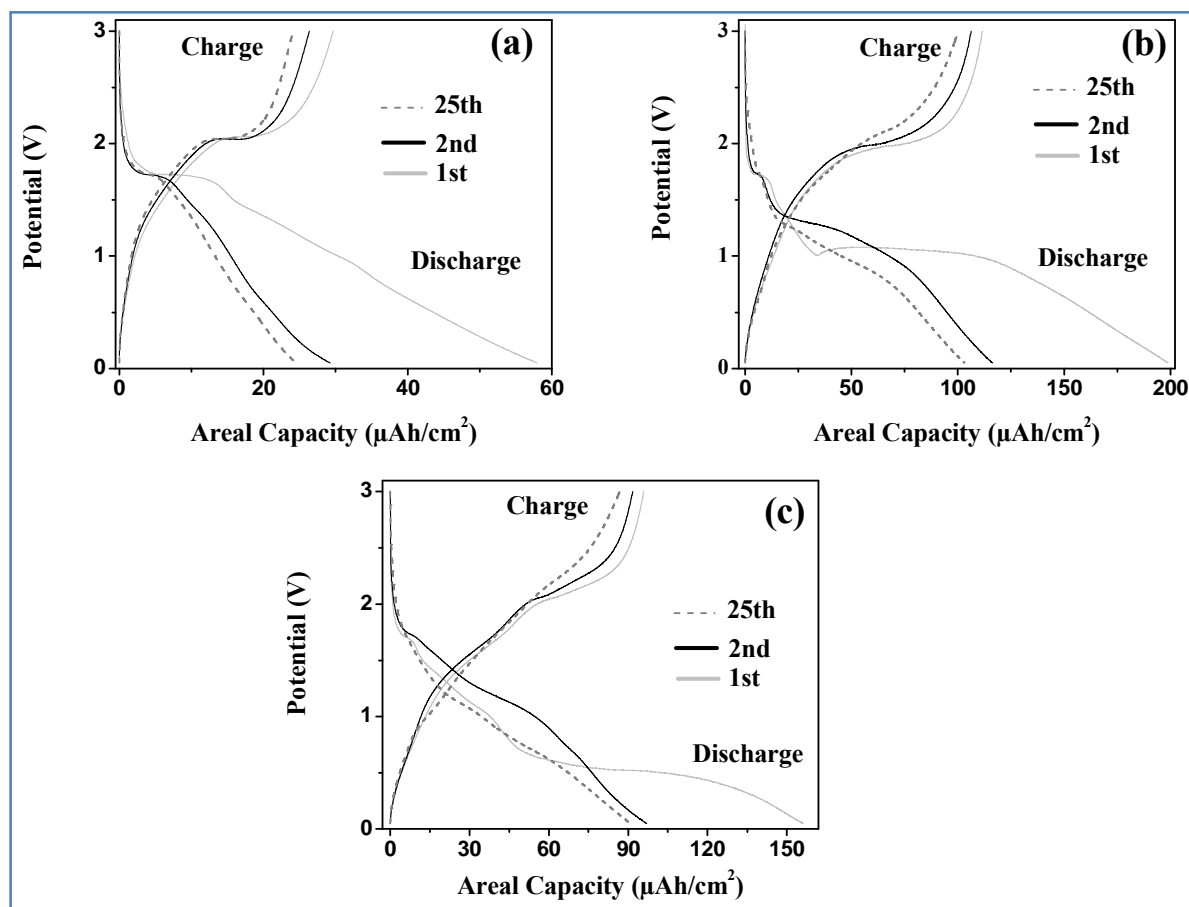 (a)
Charge
25th
2nd
1st
Discharge
Potential (V)
3
2
1
0
0 20 40 60
Areal Capacity (µAh/cm²)
(b)
Charge
25th
2nd
1st
Discharge
Potential (V)
3
2
1
0
0 50 100 150 200
Areal Capacity (µAh/cm²)
(c)
Charge
25th
2nd
1st
Discharge
Potential (V)
3
2
1
0
0 30 60 90 120 150
Areal Capacity (µAh/cm²)